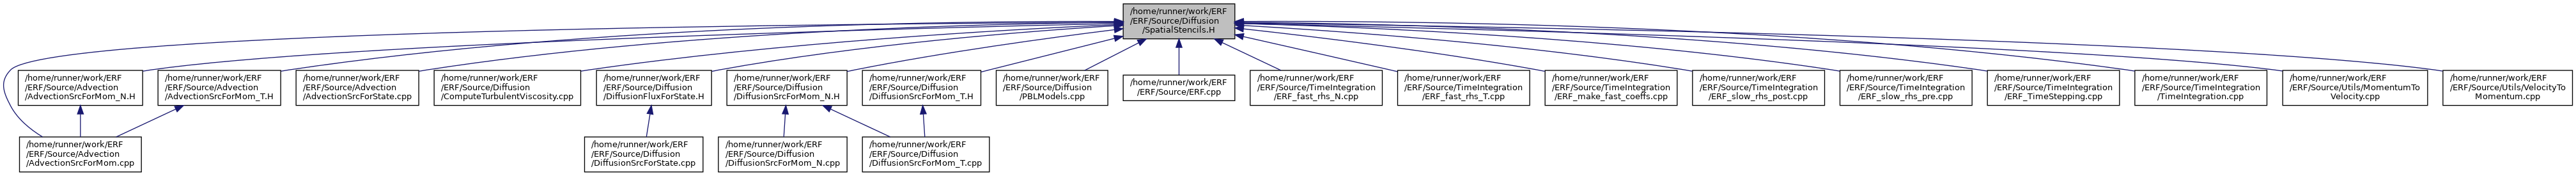 /home/runner/work/ERF
/ERF/Source/Diffusion
/SpatialStencils.H
/home/runner/work/ERF
/ERF/Source/Advection
/AdvectionSrcForMom_N.H
/home/runner/work/ERF
/ERF/Source/Advection
/AdvectionSrcForMom_T.H
/home/runner/work/ERF
/ERF/Source/Advection
/AdvectionSrcForState.cpp
/home/runner/work/ERF
/ERF/Source/Diffusion
/ComputeTurbulentViscosity.cpp
/home/runner/work/ERF
/ERF/Source/Diffusion
/DiffusionFluxForState.H
/home/runner/work/ERF
/ERF/Source/Diffusion
/DiffusionSrcForMom_N.H
/home/runner/work/ERF
/ERF/Source/Diffusion
/DiffusionSrcForMom_T.H
/home/runner/work/ERF
/ERF/Source/Diffusion
/PBLModels.cpp
/home/runner/work/ERF
/ERF/Source/ERF.cpp
/home/runner/work/ERF
/ERF/Source/TimeIntegration
/ERF_fast_rhs_N.cpp
/home/runner/work/ERF
/ERF/Source/TimeIntegration
/ERF_fast_rhs_T.cpp
/home/runner/work/ERF
/ERF/Source/TimeIntegration
/ERF_make_fast_coeffs.cpp
/home/runner/work/ERF
/ERF/Source/TimeIntegration
/ERF_slow_rhs_post.cpp
/home/runner/work/ERF
/ERF/Source/TimeIntegration
/ERF_slow_rhs_pre.cpp
/home/runner/work/ERF
/ERF/Source/TimeIntegration
/ERF_TimeStepping.cpp
/home/runner/work/ERF
/ERF/Source/TimeIntegration
/TimeIntegration.cpp
/home/runner/work/ERF
/ERF/Source/Utils/MomentumTo
Velocity.cpp
/home/runner/work/ERF
/ERF/Source/Utils/VelocityTo
Momentum.cpp
/home/runner/work/ERF
/ERF/Source/Advection
/AdvectionSrcForMom.cpp
/home/runner/work/ERF
/ERF/Source/Diffusion
/DiffusionSrcForState.cpp
/home/runner/work/ERF
/ERF/Source/Diffusion
/DiffusionSrcForMom_N.cpp
/home/runner/work/ERF
/ERF/Source/Diffusion
/DiffusionSrcForMom_T.cpp